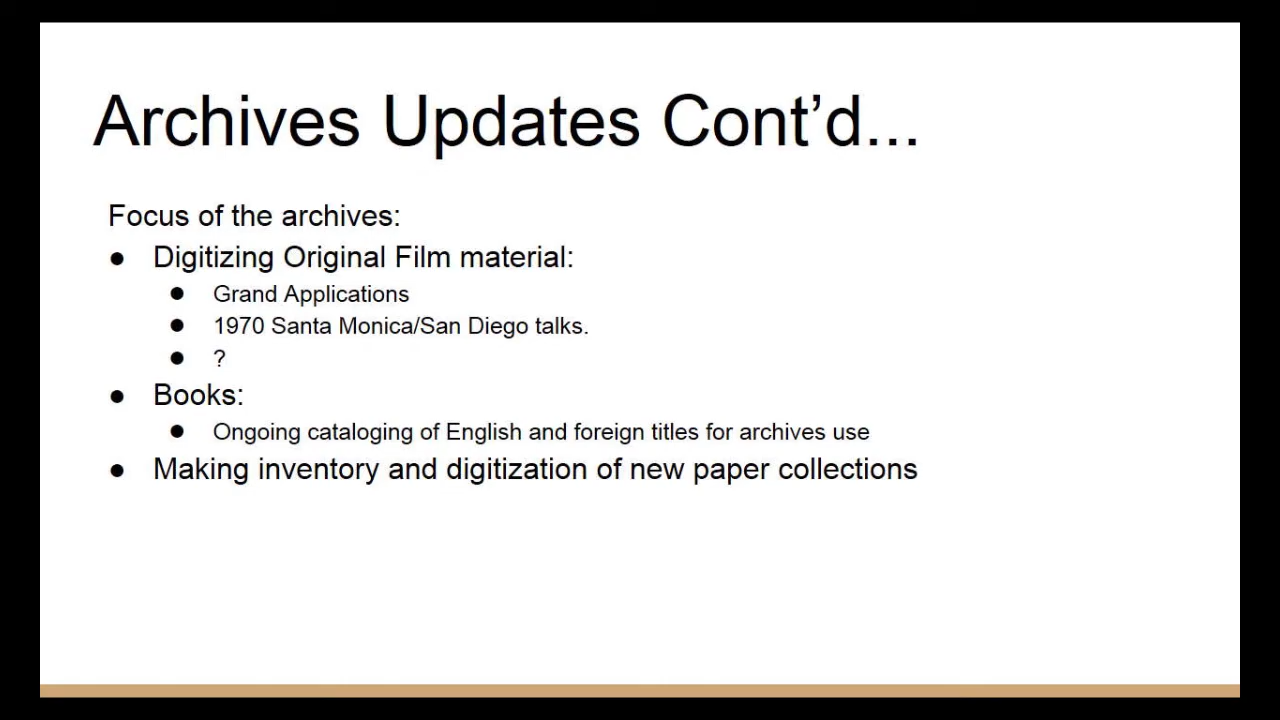 Archives Updates Cont’d...
Focus of the archives:
● Digitizing Original Film material:
● Grand Applications
● 1970 Santa Monica/San Diego talks.
● ?
● Books:
● Ongoing cataloging of English and foreign titles for archives use
● Making inventory and digitization of new paper collections